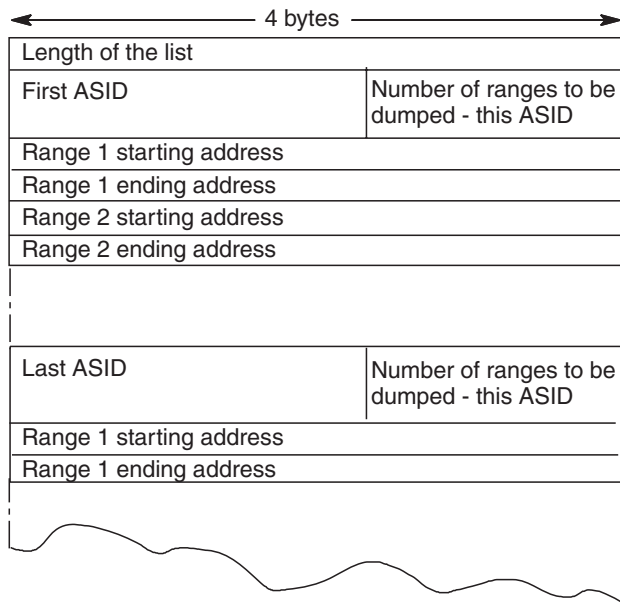 4 bytes
Length of the list
First ASID
Number of ranges to be
dumped - this ASID
Range 1 starting address
Range 1 ending address
Range 2 starting address
Range 2 ending address
Last ASID
Number of ranges to be
dumped - this ASID
Range 1 starting address
Range 1 ending address